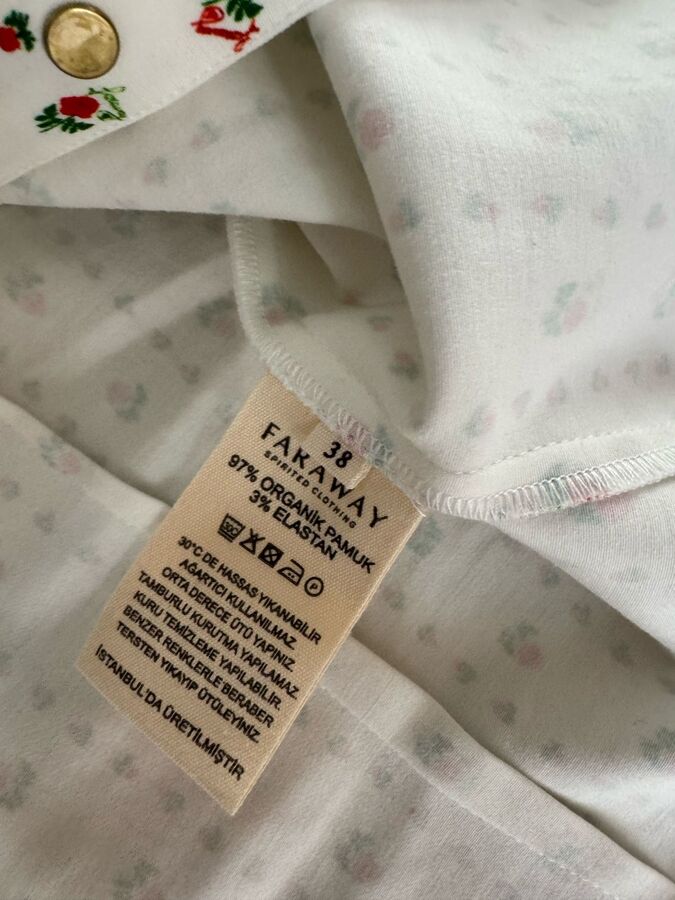 38
FARAWAY
SPIRITED CLOTHING
97% ORGANİK PAMUK
3% ELASTAN
30°C DE HASSAS YIKANABİLİR
AĞARTICI KULLANILMAZ
ORTA DERECE ÜTÜ YAPINIZ
TAMBURLU KURUTMA YAPILAMAZ
KURU TEMİZLEME YAPILABİLİR.
BENZER RENKLERLE BERABER
TERSTEN YIKAYIP ÜTÜLEYİNİZ.
İSTANBUL'DA ÜRETİLMİŞTİR